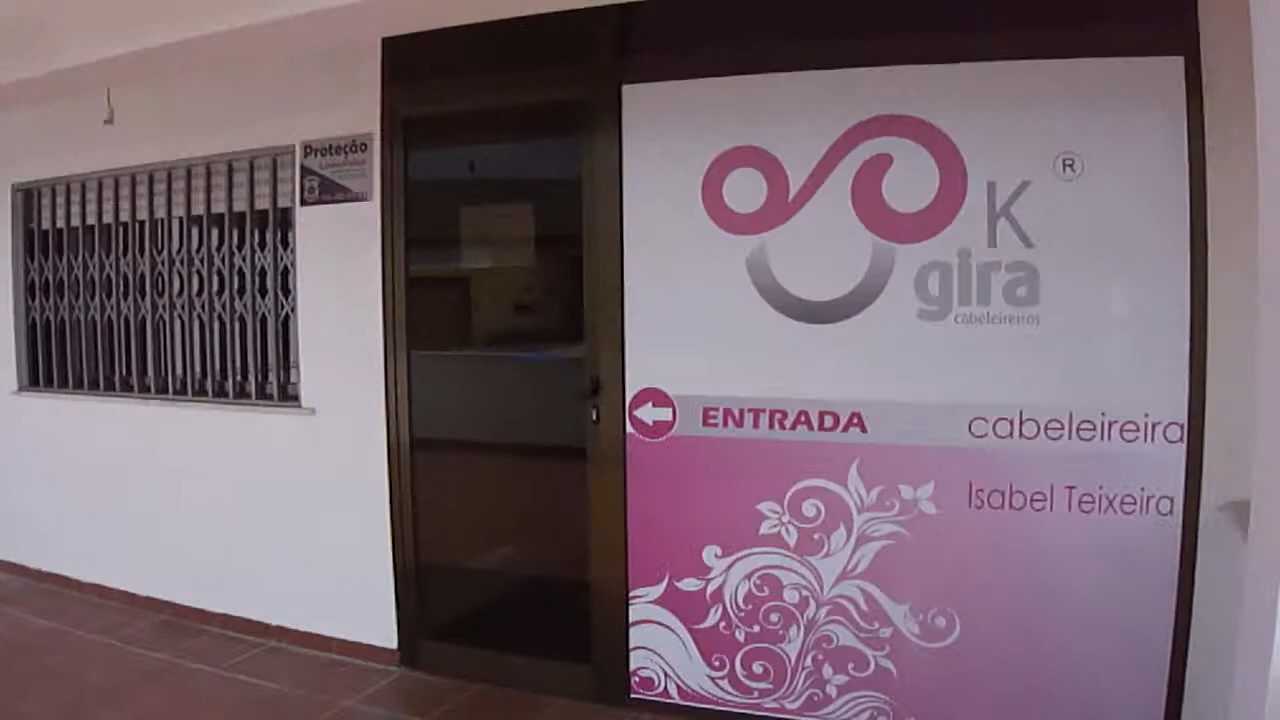 Proteção
K
®
gira
cabeleireiros
ENTRADA
cabeleireira
Isabel Teixeira